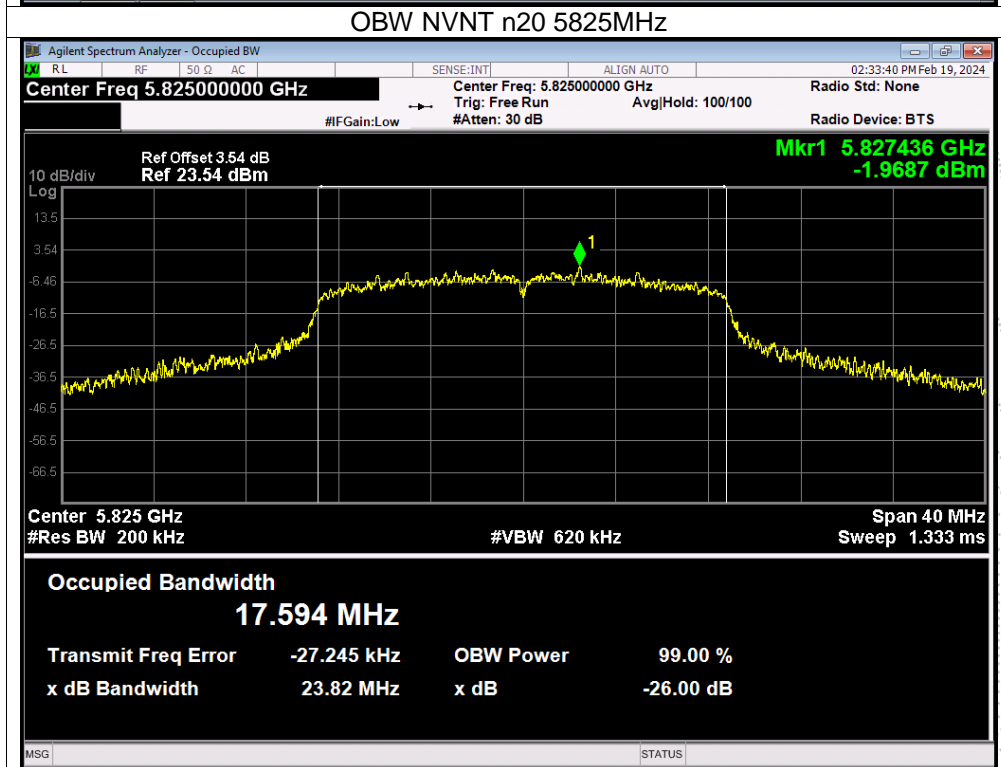 OBW NVNT n20 5825MHz
Agilent Spectrum Analyzer - Occupied BW
LXI RL RF 50 Ω AC SENSE:INT ALIGN AUTO 02:33:40 PM Feb 19, 2024
Center Freq 5.825000000 GHz Center Freq: 5.825000000 GHz Radio Std: None
Trig: Free Run Avg|Hold: 100/100
#IFGain:Low #Atten: 30 dB Radio Device: BTS
Mkr1 5.827436 GHz
-1.9687 dBm
Ref Offset 3.54 dB
10 dB/div Ref 23.54 dBm
Log
13.5
3.54
1
-6.46
-16.5
-26.5
-36.5
-46.5
-56.5
-66.5
Center 5.825 GHz Span 40 MHz
#Res BW 200 kHz #VBW 620 kHz Sweep 1.333 ms
Occupied Bandwidth
17.594 MHz
Transmit Freq Error -27.245 kHz OBW Power 99.00 %
x dB Bandwidth 23.82 MHz x dB -26.00 dB
MSG STATUS